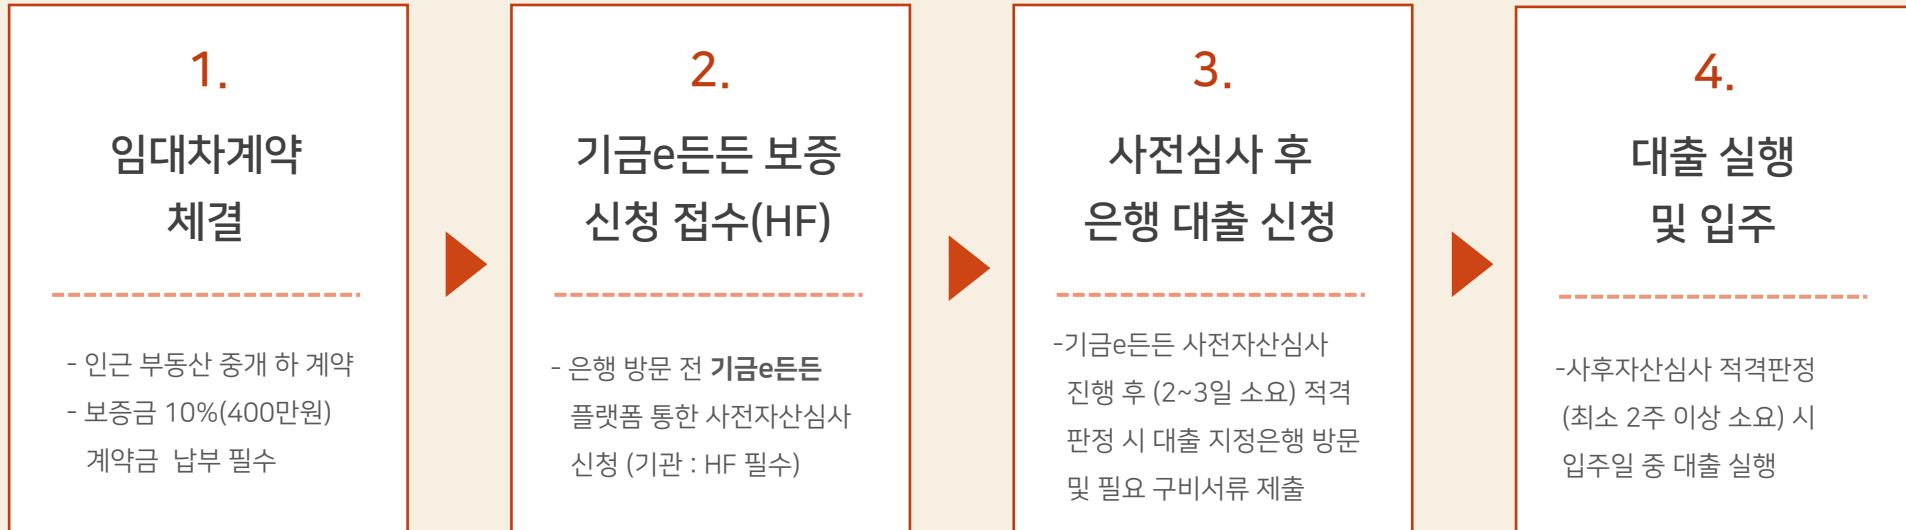 1.
임대차계약
체결
- 인근 부동산 중개 하 계약
- 보증금 10%(400만원)
계약금 납부 필수
2.
기금e든든 보증
신청 접수(HF)
- 은행 방문 전 기금e든든
플랫폼 통한 사전자산심사
신청 (기관 : HF 필수)
3.
사전심사 후
은행 대출 신청
-기금e든든 사전자산심사
진행 후 (2~3일 소요) 적격
판정 시 대출 지정은행 방문
및 필요 구비서류 제출
4.
대출 실행
및 입주
-사후자산심사 적격판정
(최소 2주 이상 소요) 시
입주일 중 대출 실행